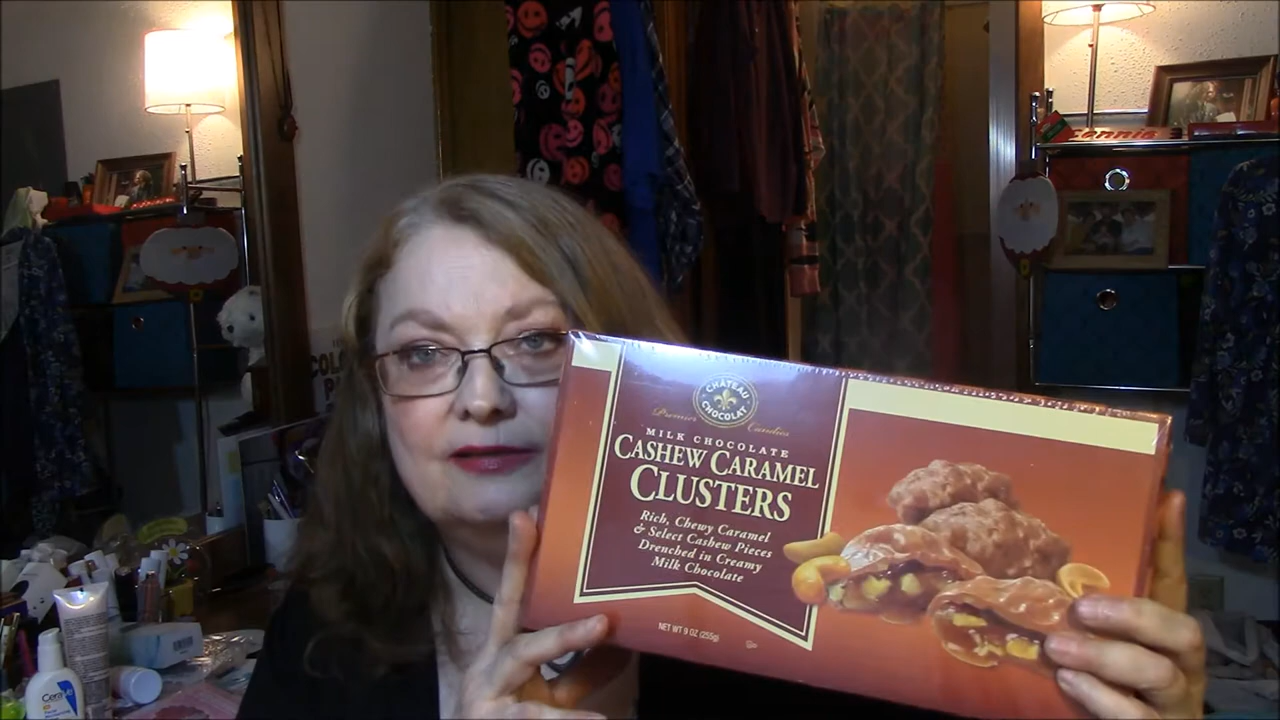 CHÂTEAU
CHOCOLAT
Premier Candies
MILK CHOCOLATE
CASHEW CARAMEL
CLUSTERS
Rich, Chewy Caramel
& Select Cashew Pieces
Drenched in Creamy
Milk Chocolate
NET WT 9 OZ (255g)
onnie
CeraVe